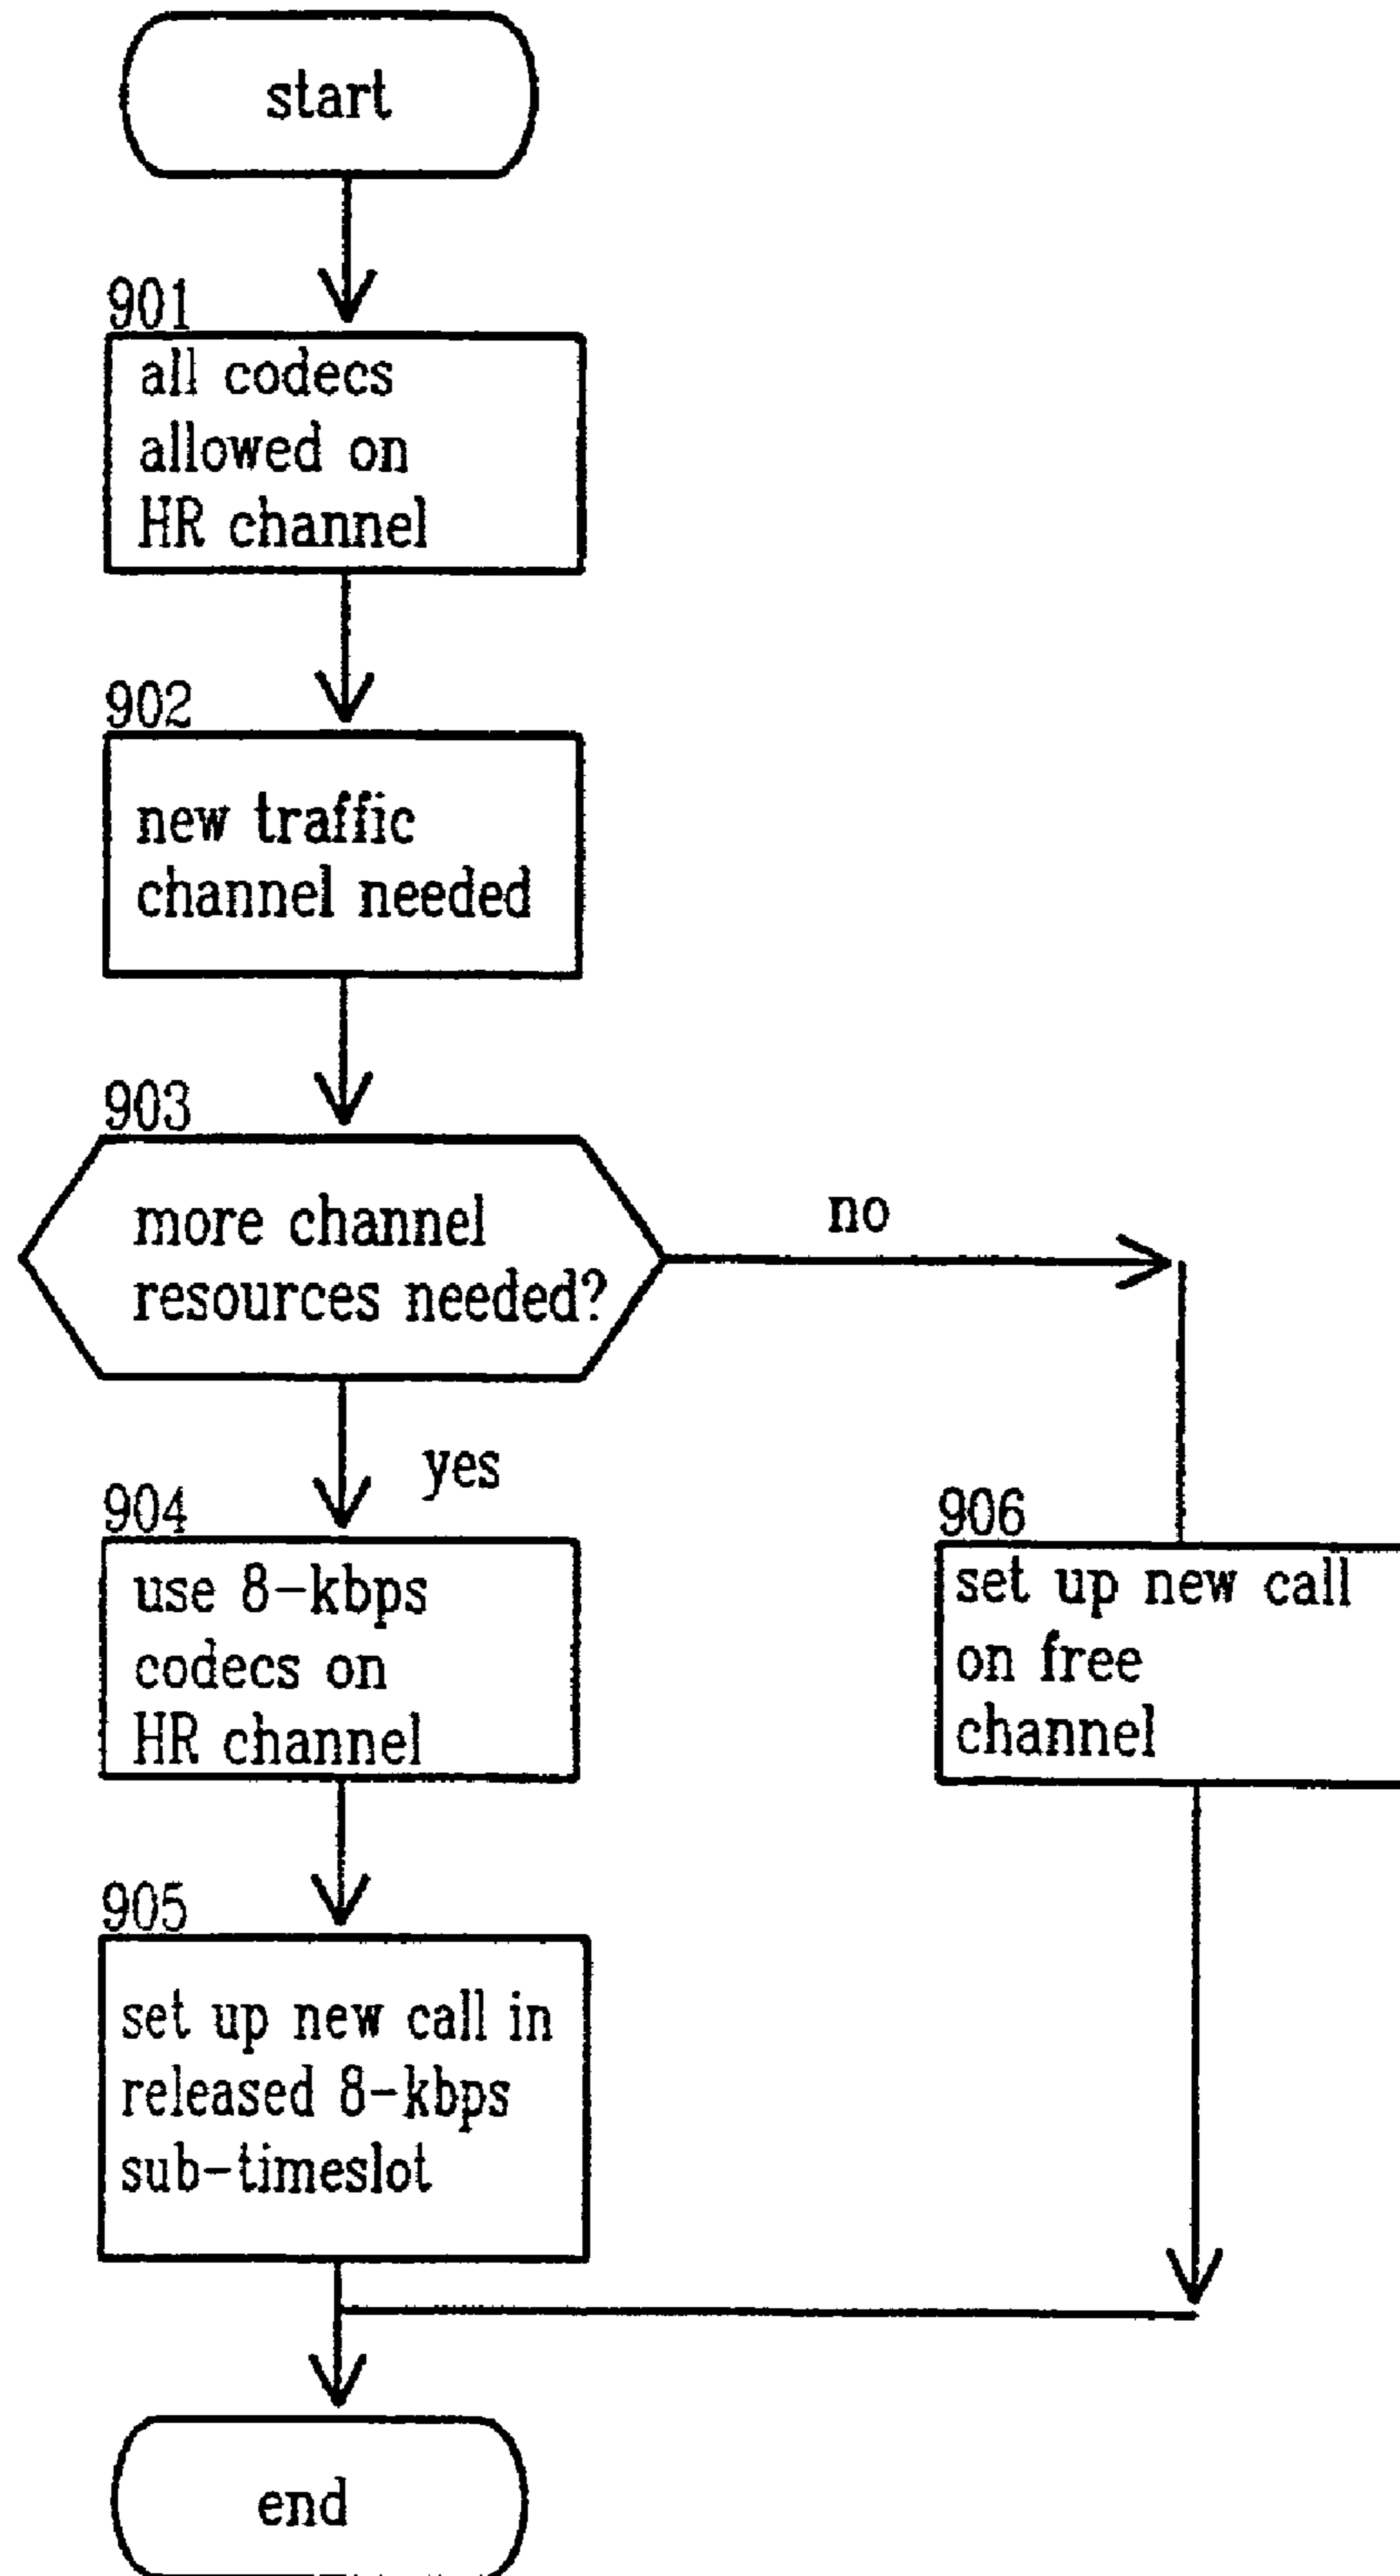 start
901
all codecs
allowed on
HR channel
902
new traffic
channel needed
903
more channel
resources needed?
no
yes
904
use 8-kbps
codecs on
HR channel
906
set up new call
on free
channel
905
set up new call in
released 8-kbps
sub-timeslot
end